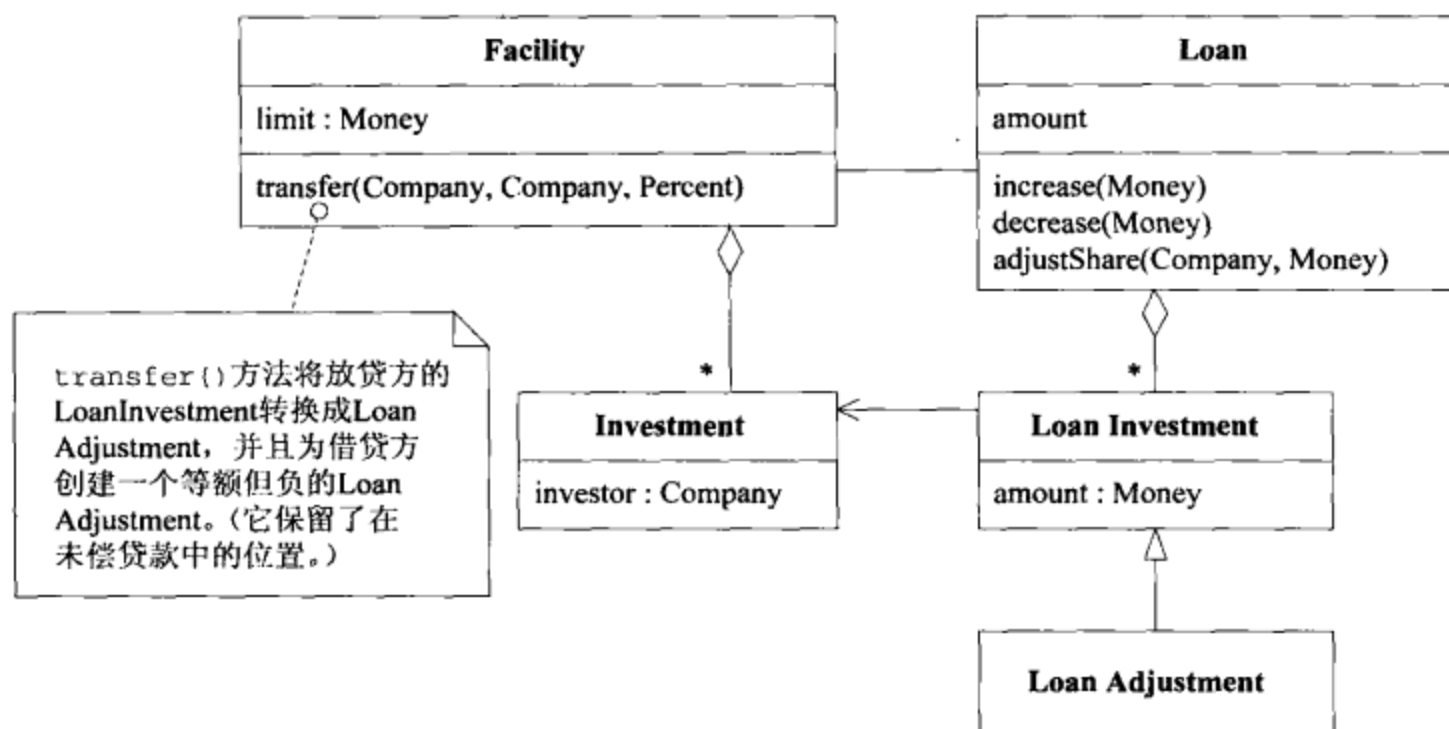 Facility
limit : Money
transfer(Company, Company, Percent)
Loan
amount
increase(Money)
decrease(Money)
adjustShare(Company, Money)
transfer()方法将放贷方的
LoanInvestment转换成Loan
Adjustment，并且为借贷方
创建一个等额但负的Loan
Adjustment。（它保留了在
未偿贷款中的位置。）
*
*
Investment
investor : Company
Loan Investment
amount : Money
Loan Adjustment